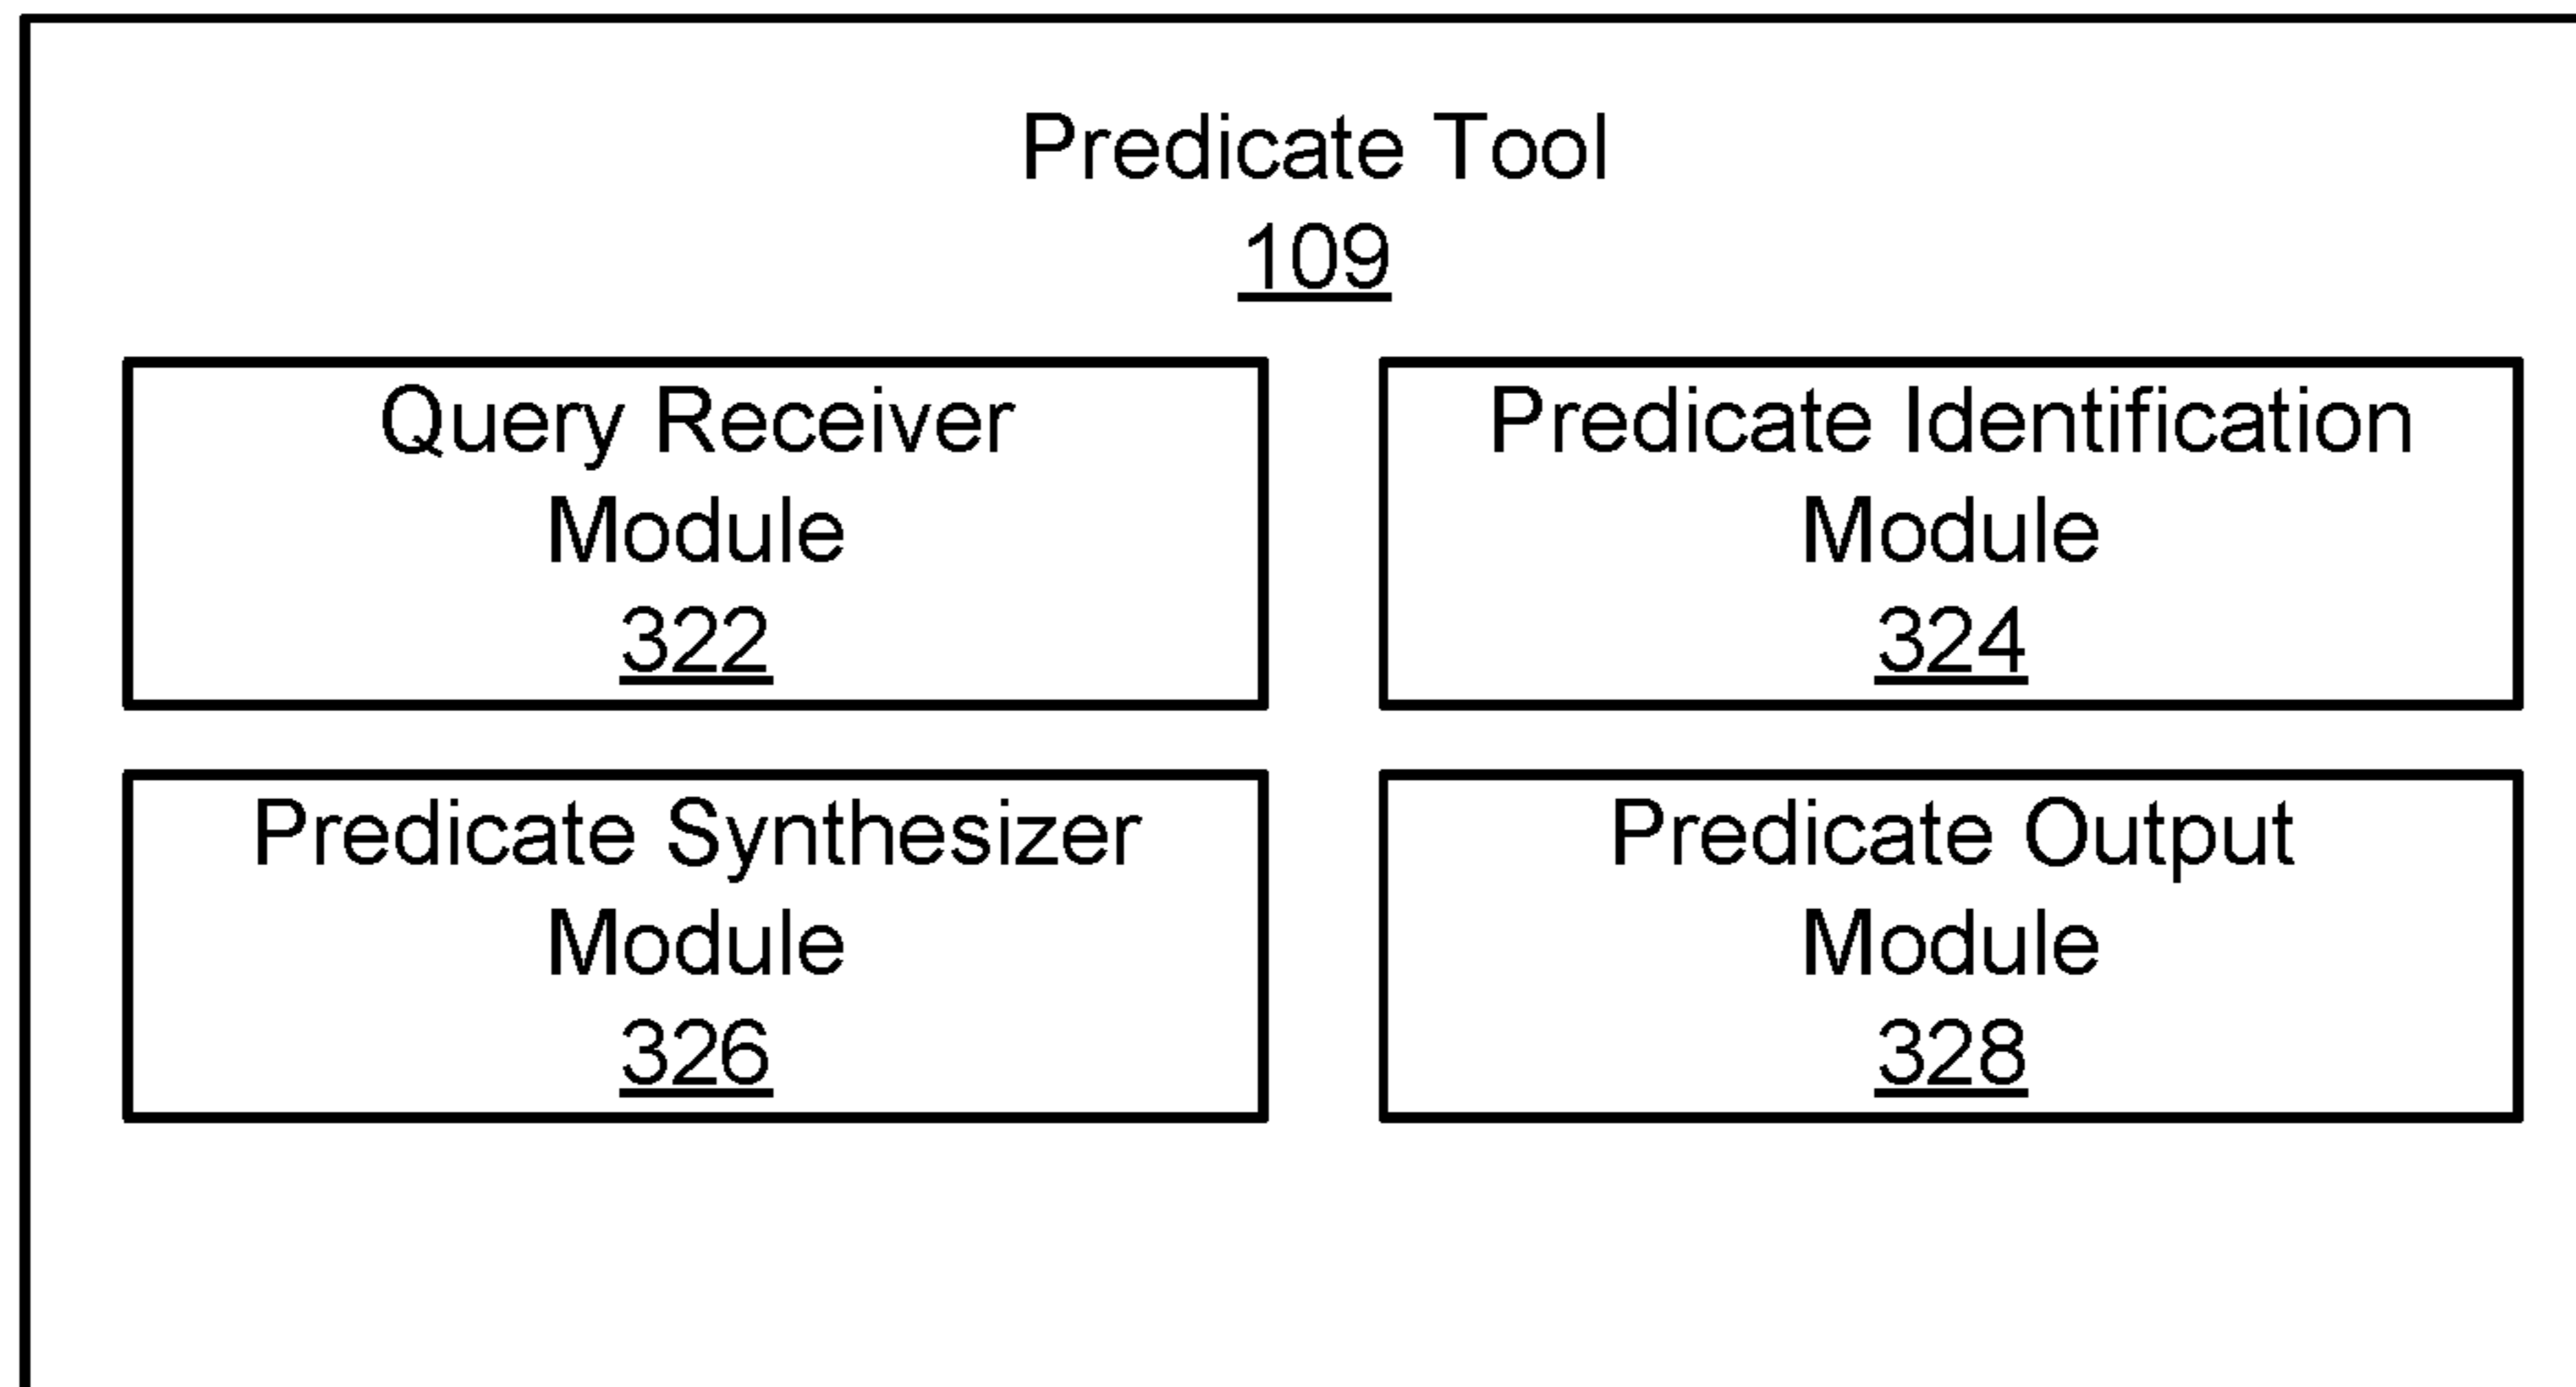 Predicate Tool
109
Query Receiver
Module
322
Predicate Identification
Module
324
Predicate Synthesizer
Module
326
Predicate Output
Module
328